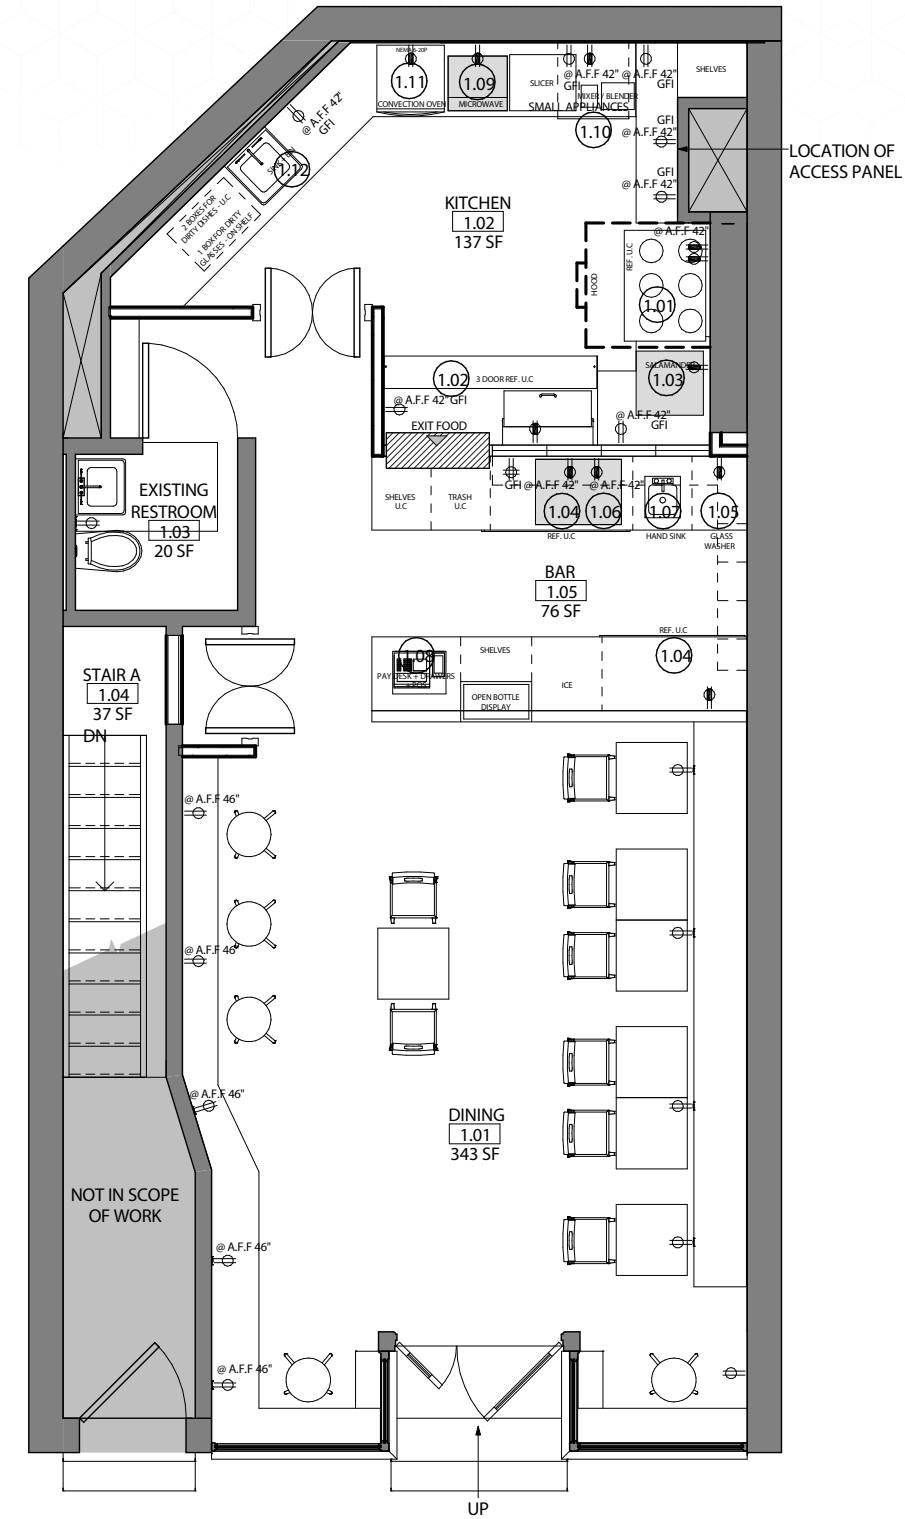 NEMA 6-20P
1.11
CONVECTION OVEN
1.09
MICROWAVE
SLICER
@ A.F.F 42"
GFI
MIXER / BLENDER
SMALL APPLIANCES
1.10
@ A.F.F 42"
GFI
SHELVES
GFI
@ A.F.F 42"
LOCATION OF
ACCESS PANEL
GFI
@ A.F.F 42"
@ A.F.F 42"
GFI
1.12
2 BOXES FOR
DIRTY DISHES - U.C
1 BOX FOR DIRTY
GLASSES - ON SHELF
KITCHEN
1.02
137 SF
@ A.F.F 42"
HOOD
REF. U.C
1.01
SALAMANDER
1.03
1.02
3 DOOR REF. U.C
@ A.F.F 42" GFI
@ A.F.F 42"
GFI
EXIT FOOD
SHELVES
U.C
TRASH
U.C
GFI @ A.F.F 42"
@ A.F.F 42"
1.04
1.06
1.07
1.05
REF. U.C
HAND SINK
GLASS
WASHER
EXISTING
RESTROOM
1.03
20 SF
BAR
1.05
76 SF
REF. U.C
1.04
1.08
PAY DESK + DRAWERS
+ POS
SHELVES
OPEN BOTTLE
DISPLAY
ICE
STAIR A
1.04
37 SF
DN
@ A.F.F 46"
@ A.F.F 46"
@ A.F.F 46"
DINING
1.01
343 SF
NOT IN SCOPE
OF WORK
@ A.F.F 46"
@ A.F.F 46"
UP